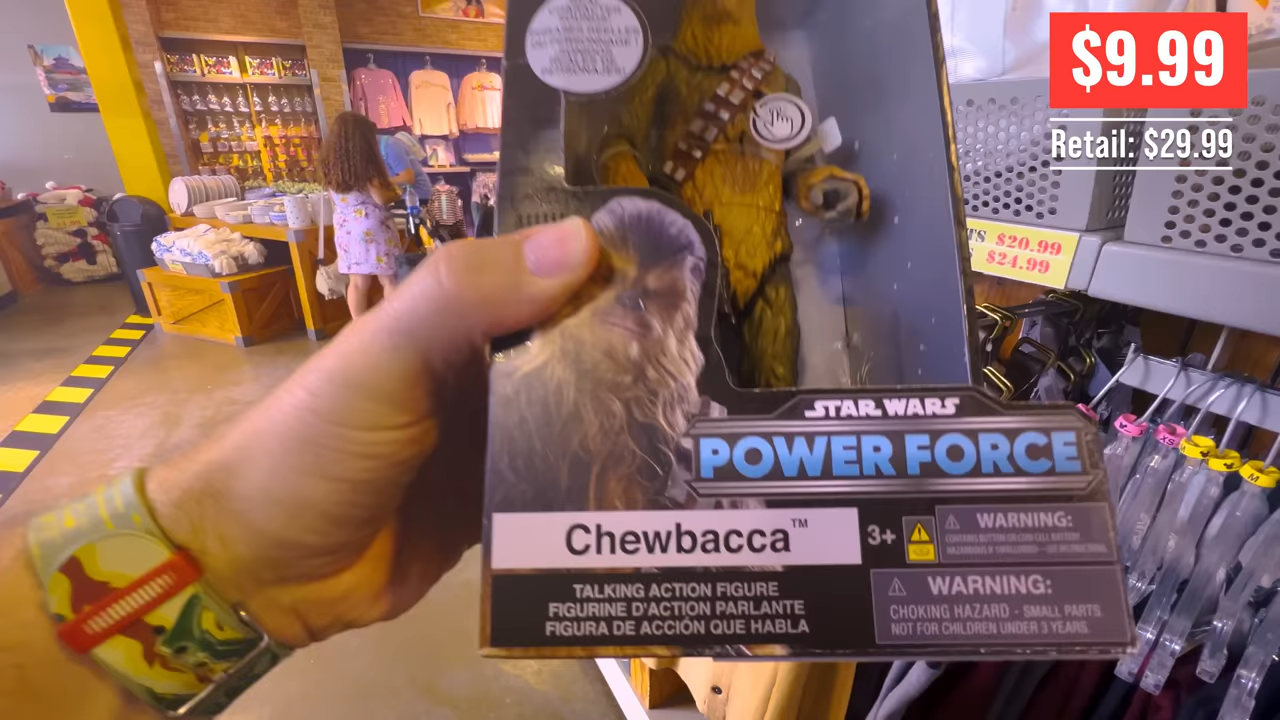 $9.99
Retail: $29.99
$20.99
$24.99
STAR WARS
POWER FORCE
Chewbacca™
3+
WARNING:
TALKING ACTION FIGURE
FIGURINE D'ACTION PARLANTE
FIGURA DE ACCIÓN QUE HABLA
WARNING:
CHOKING HAZARD - SMALL PARTS.
NOT FOR CHILDREN UNDER 3 YEARS.
XS
M